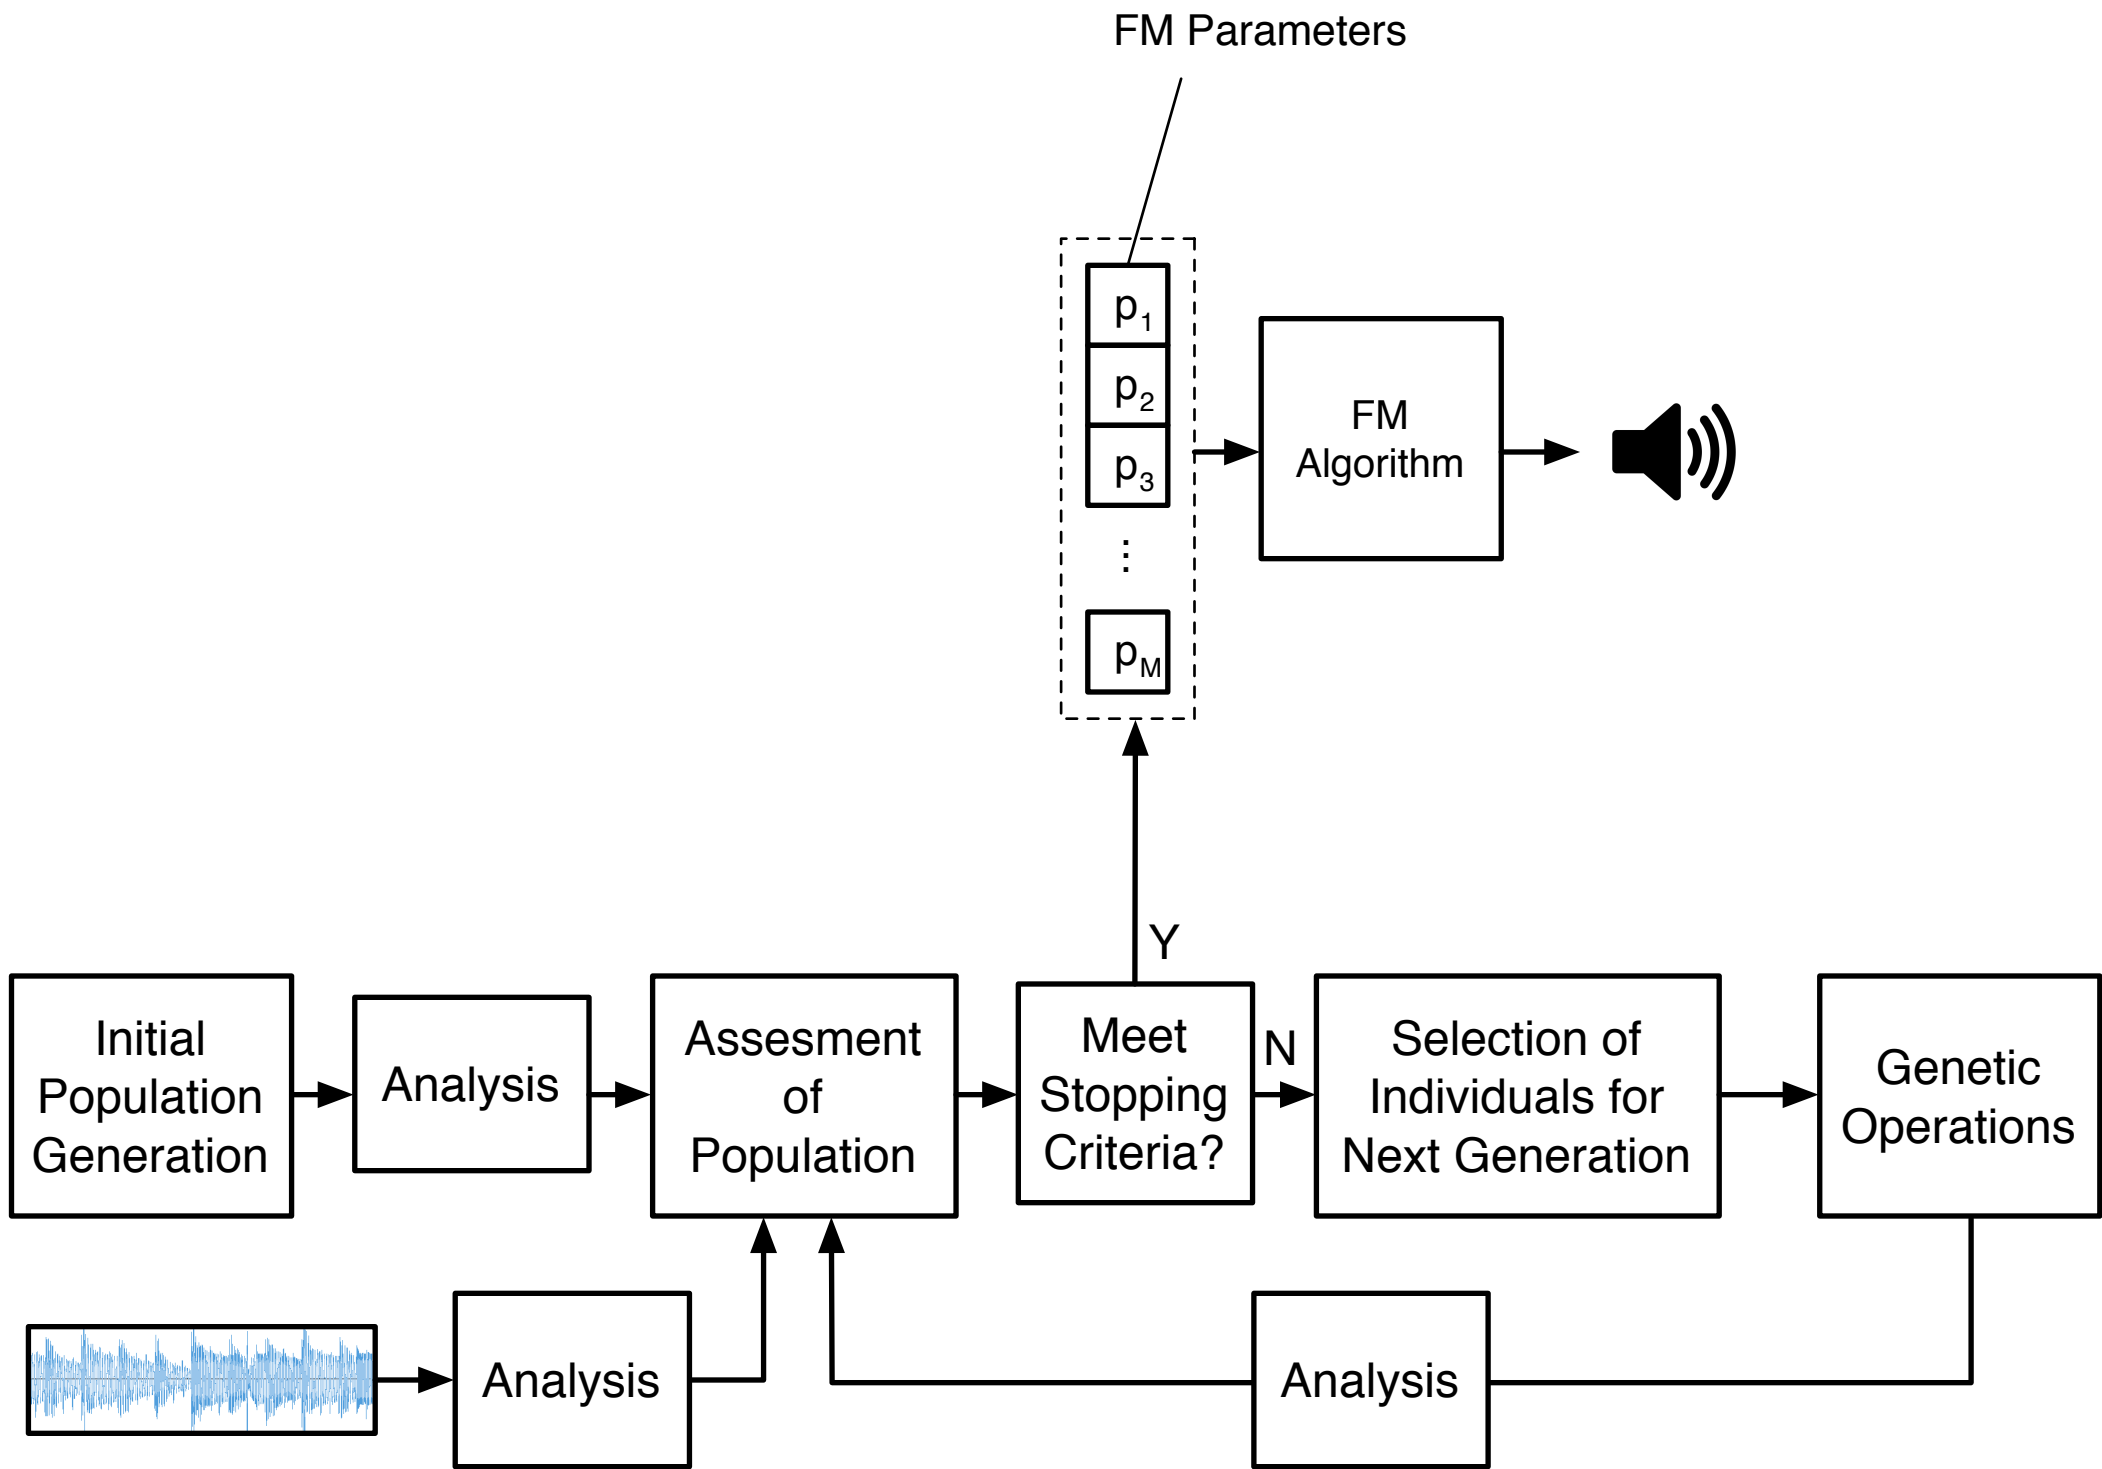 FM Parameters
p1
p2
p3
⋮
pM
FM
Algorithm
Y
Initial
Population
Generation
Analysis
Assesment
of
Population
Meet
Stopping
Criteria?
N
Selection of
Individuals for
Next Generation
Genetic
Operations
Analysis
Analysis